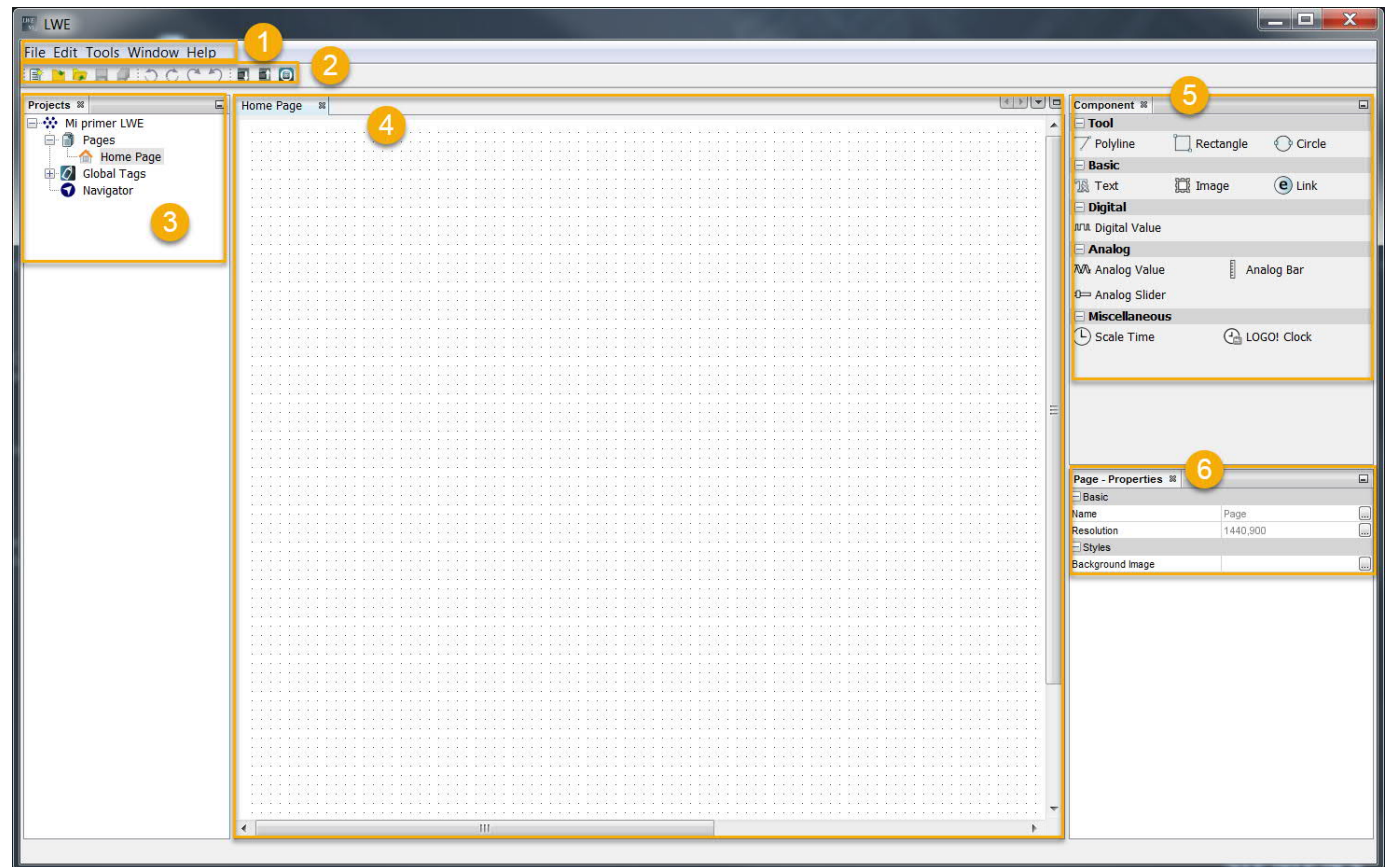 LWE
File Edit Tools Window Help
1
2
Projects
Mi primer LWE
Pages
Home Page
Global Tags
Navigator
3
Home Page
4
Component
5
Tool
Polyline Rectangle Circle
Basic
Text Image Link
Digital
Digital Value
Analog
Analog Value Analog Bar
Analog Slider
Miscellaneous
Scale Time LOGO! Clock
6
Page - Properties
Basic
Name Page ...
Resolution 1440,900 ...
Styles
Background Image ...